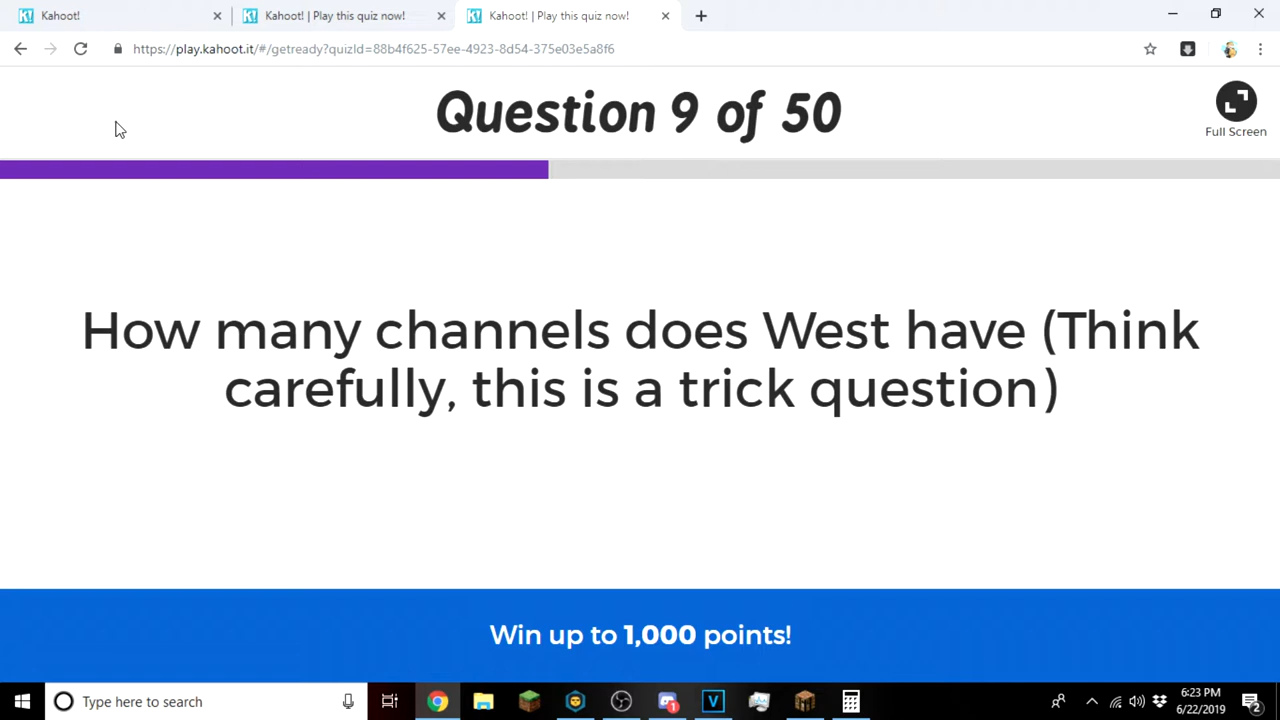 Kahoot!
Kahoot! | Play this quiz now!
Kahoot! | Play this quiz now!
https://play.kahoot.it/#/getready?quizId=88b4f625-57ee-4923-8d54-375e03e5a8f6
Question 9 of 50
Full Screen
How many channels does West have (Think
carefully, this is a trick question)
Win up to 1,000 points!
Type here to search
6:23 PM
6/22/2019